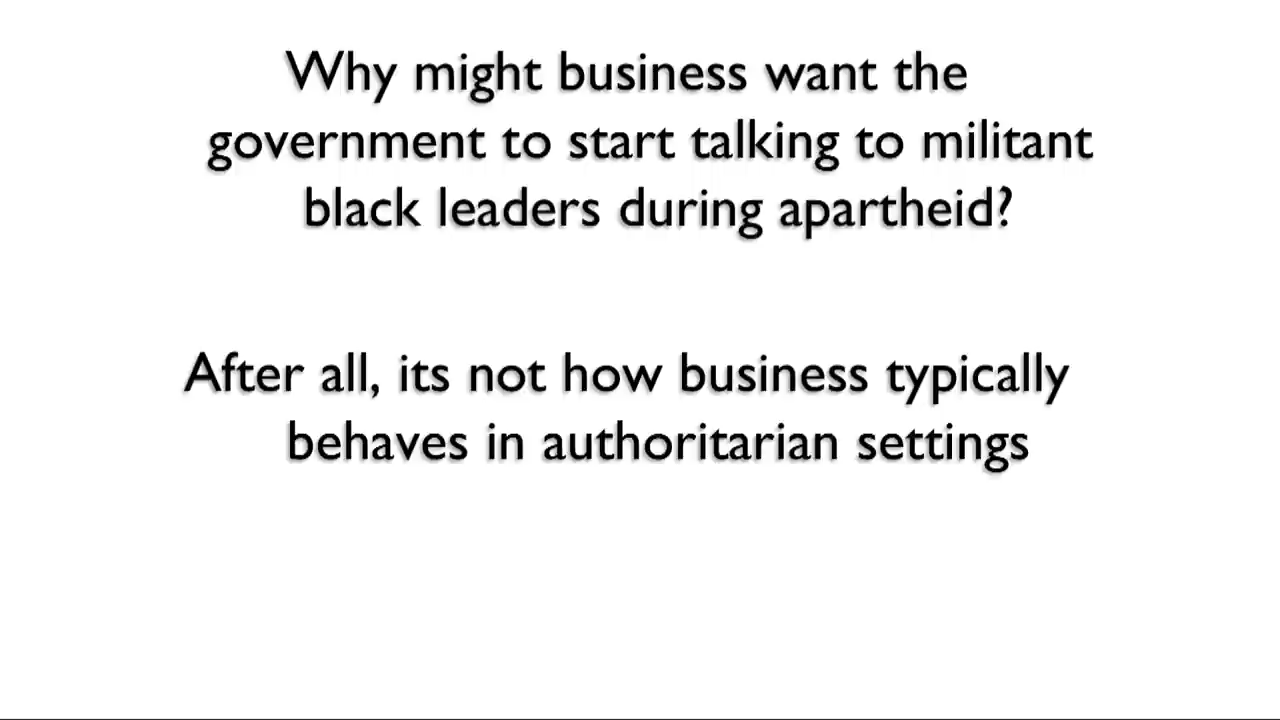 Why might business want the
government to start talking to militant
black leaders during apartheid?
After all, its not how business typically
behaves in authoritarian settings